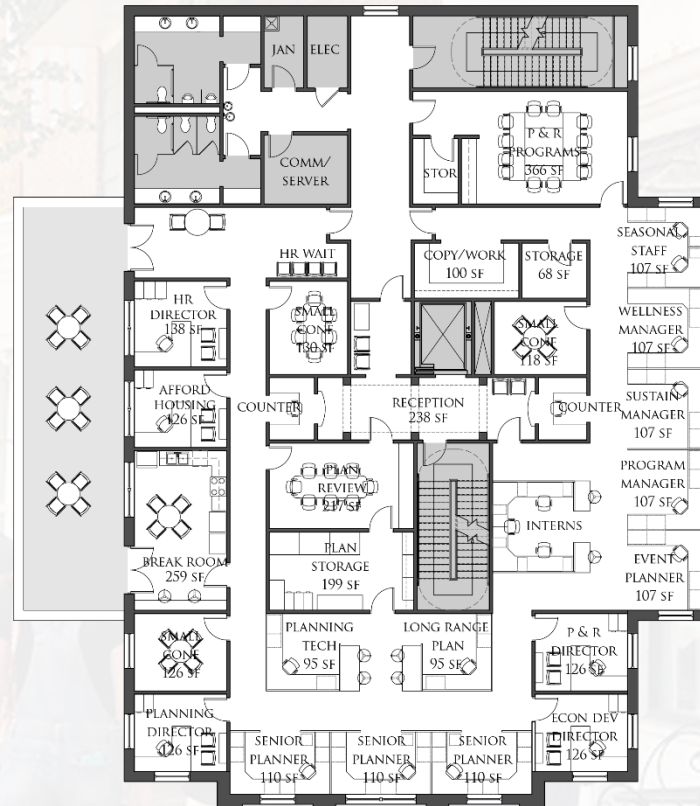 JAN
ELEC
P & R
PROGRAMS
366 SF
COMM/
SERVER
STOR
SEASONAL
STAFF
107 SF
HR WAIT
COPY/WORK
100 SF
STORAGE
68 SF
HR
DIRECTOR
138 SF
SMALL
CONF
130 SF
SMALL
CONF
118 SF
WELLNESS
MANAGER
107 SF
AFFORD
HOUSING
126 SF
COUNTER
RECEPTION
238 SF
COUNTER
SUSTAIN
MANAGER
107 SF
PLAN
REVIEW
217 SF
PROGRAM
MANAGER
107 SF
INTERNS
BREAK ROOM
259 SF
PLAN
STORAGE
199 SF
EVENT
PLANNER
107 SF
SMALL
CONF
126 SF
PLANNING
TECH
95 SF
LONG RANGE
PLAN
95 SF
P & R
DIRECTOR
126 SF
PLANNING
DIRECTOR
126 SF
SENIOR
PLANNER
110 SF
SENIOR
PLANNER
110 SF
SENIOR
PLANNER
110 SF
ECON DEV
DIRECTOR
126 SF